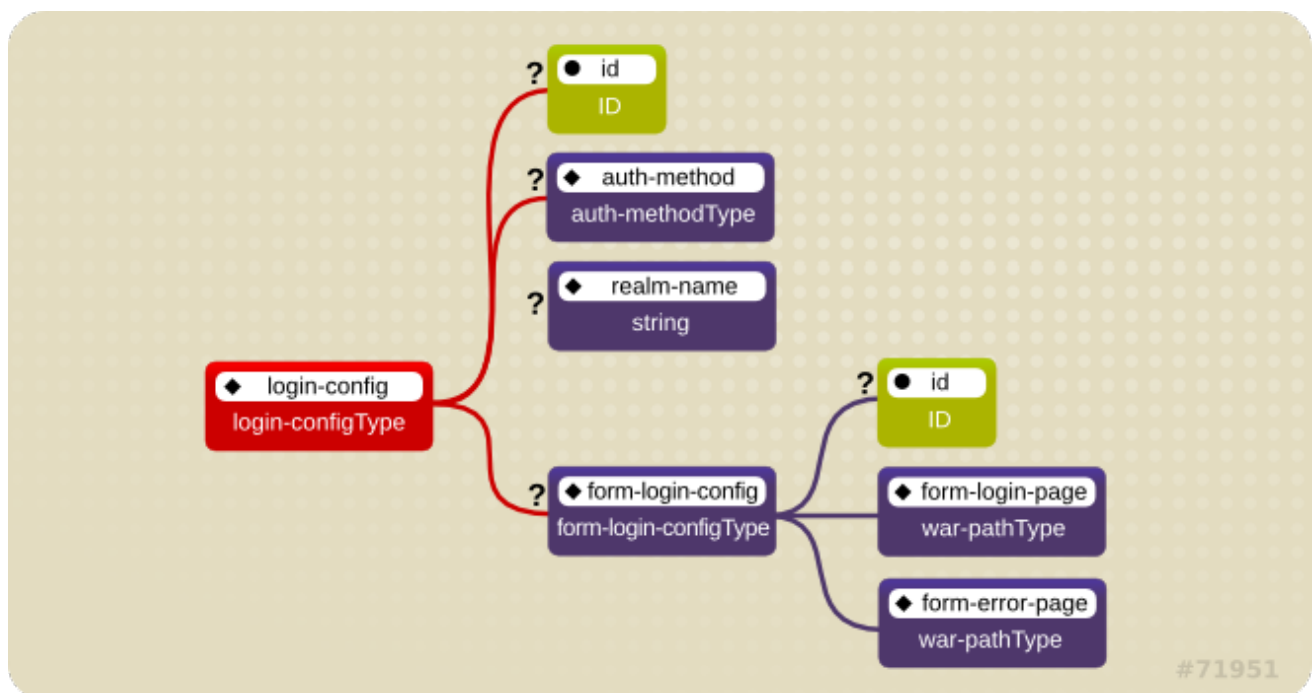 ?
id
ID
?
auth-method
auth-methodType
?
realm-name
string
login-config
login-configType
?
id
ID
?
form-login-config
form-login-configType
form-login-page
war-pathType
form-error-page
war-pathType
#71951